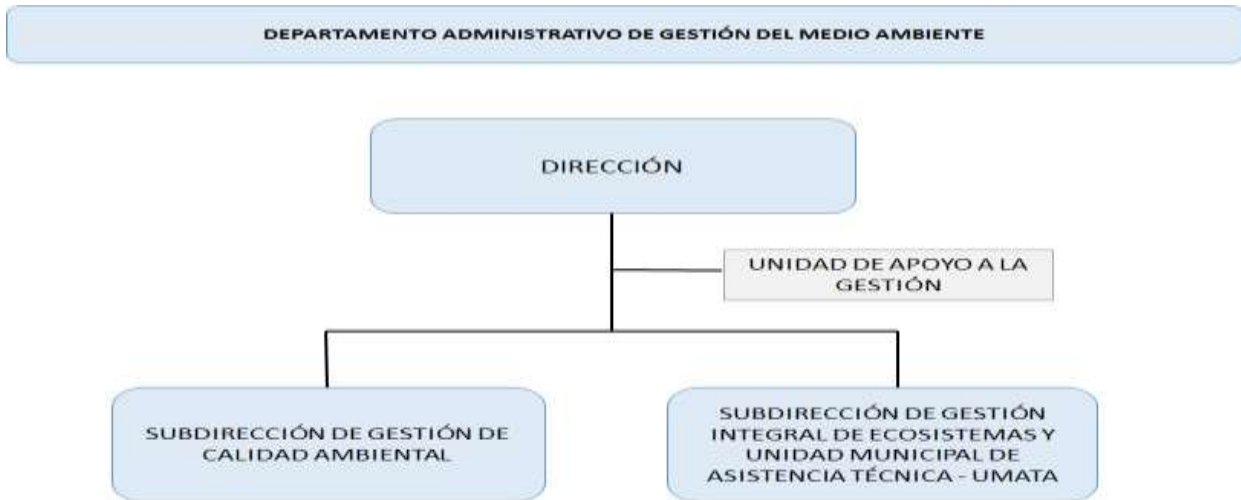 DEPARTAMENTO ADMINISTRATIVO DE GESTIÓN DEL MEDIO AMBIENTE
DIRECCIÓN
UNIDAD DE APOYO A LA
GESTIÓN
SUBDIRECCIÓN DE GESTIÓN DE
CALIDAD AMBIENTAL
SUBDIRECCIÓN DE GESTIÓN
INTEGRAL DE ECOSISTEMAS Y
UNIDAD MUNICIPAL DE
ASISTENCIA TÉCNICA - UMATA